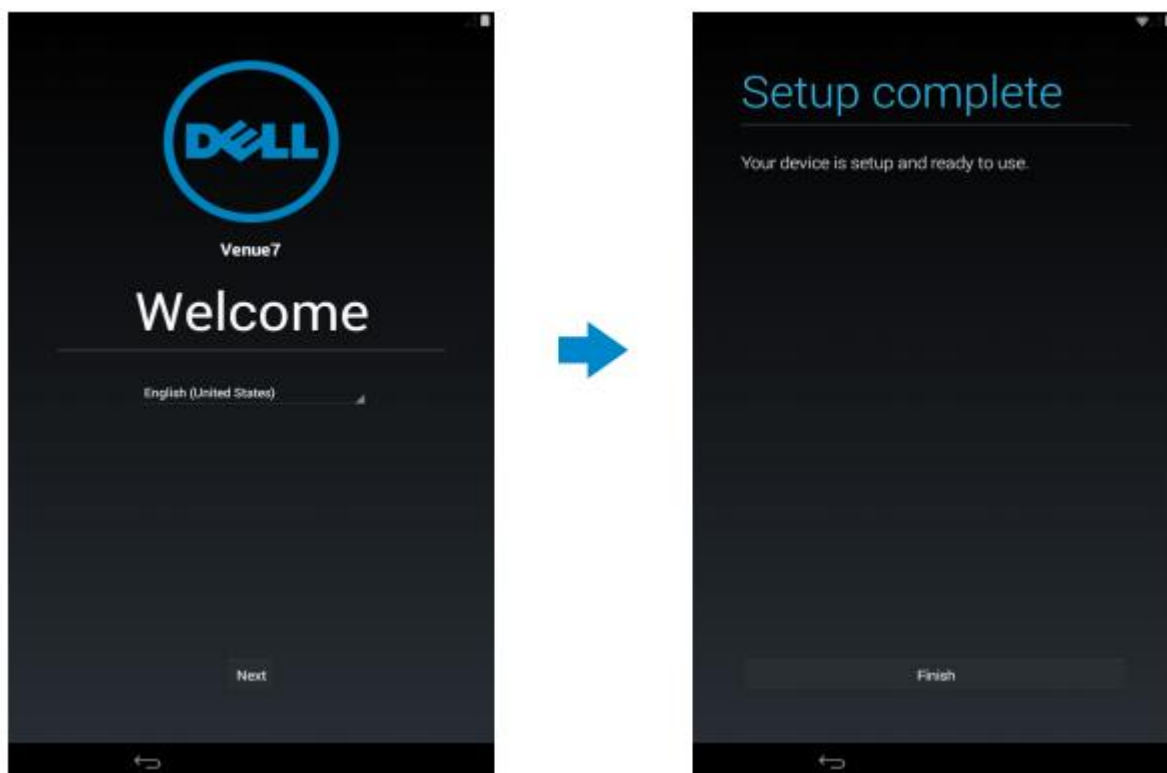 DELL
Venue7
Welcome
English (United States)
Next
Setup complete
Your device is setup and ready to use.
Finish